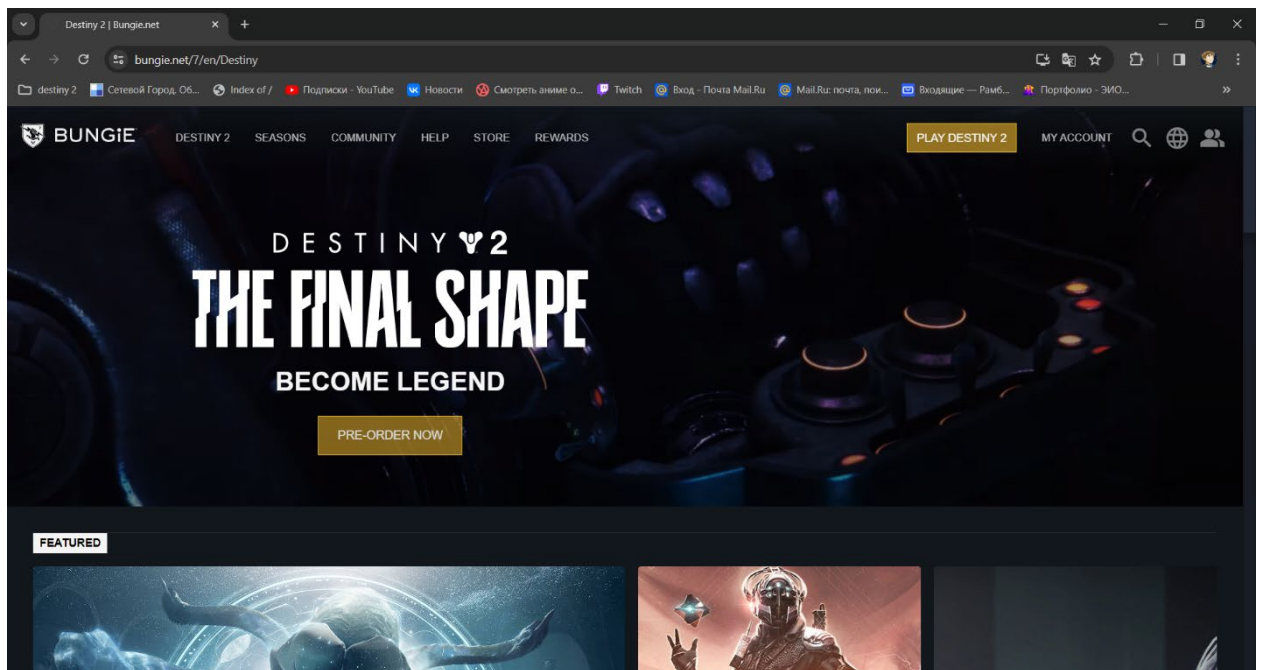 Destiny 2 | Bungie.net
bungie.net/7/en/Destiny
destiny 2 Сетевой Город. Об... Index of / Подписки - YouTube Новости Смотреть аниме о... Twitch Вход - Почта Mail.Ru Mail.Ru: почта, пои... Входящие — Рамб... Портфолио - ЭИО... »
BUNGiE DESTINY 2 SEASONS COMMUNITY HELP STORE REWARDS PLAY DESTINY 2 MY ACCOUNT
DESTINY 2
THE FINAL SHAPE
BECOME LEGEND
PRE-ORDER NOW
FEATURED